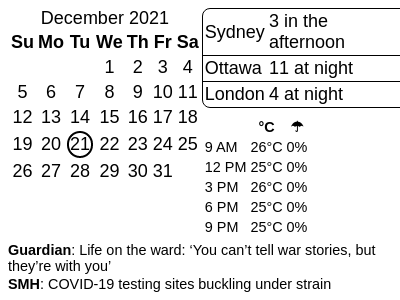 December 2021
Su Mo Tu We Th Fr Sa
1 2 3 4
5 6 7 8 9 10 11
12 13 14 15 16 17 18
19 20 21 22 23 24 25
26 27 28 29 30 31
Sydney 3 in the
afternoon
Ottawa 11 at night
London 4 at night
°C ☂
9 AM 26°C 0%
12 PM 25°C 0%
3 PM 26°C 0%
6 PM 25°C 0%
9 PM 25°C 0%
Guardian: Life on the ward: ‘You can’t tell war stories, but
they’re with you’
SMH: COVID-19 testing sites buckling under strain